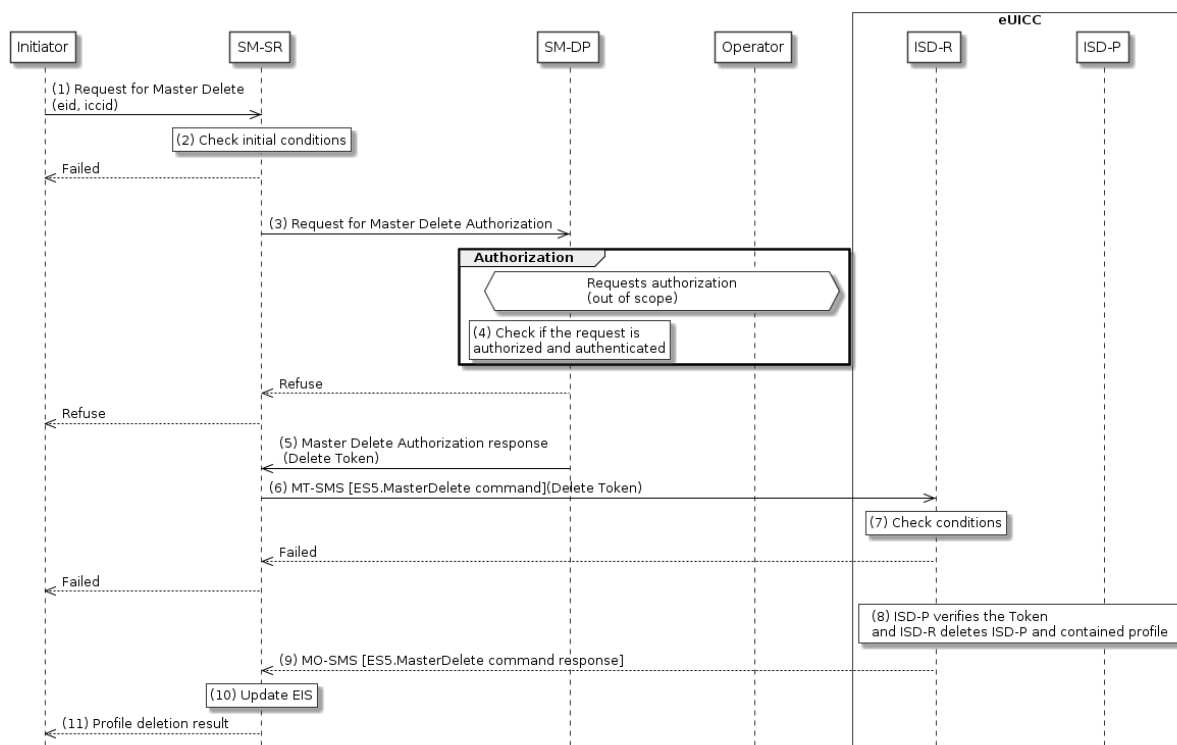 eUICC
Initiator
SM-SR
SM-DP
Operator
ISD-R
ISD-P
(1) Request for Master Delete
(eid, iccid)
(2) Check initial conditions
Failed
(3) Request for Master Delete Authorization
Authorization
Requests authorization
(out of scope)
(4) Check if the request is
authorized and authenticated
Refuse
Refuse
(5) Master Delete Authorization response
(Delete Token)
(6) MT-SMS [ES5.MasterDelete command](Delete Token)
(7) Check conditions
Failed
Failed
(8) ISD-P verifies the Token
and ISD-R deletes ISD-P and contained profile
(9) MO-SMS [ES5.MasterDelete command response]
(10) Update EIS
(11) Profile deletion result